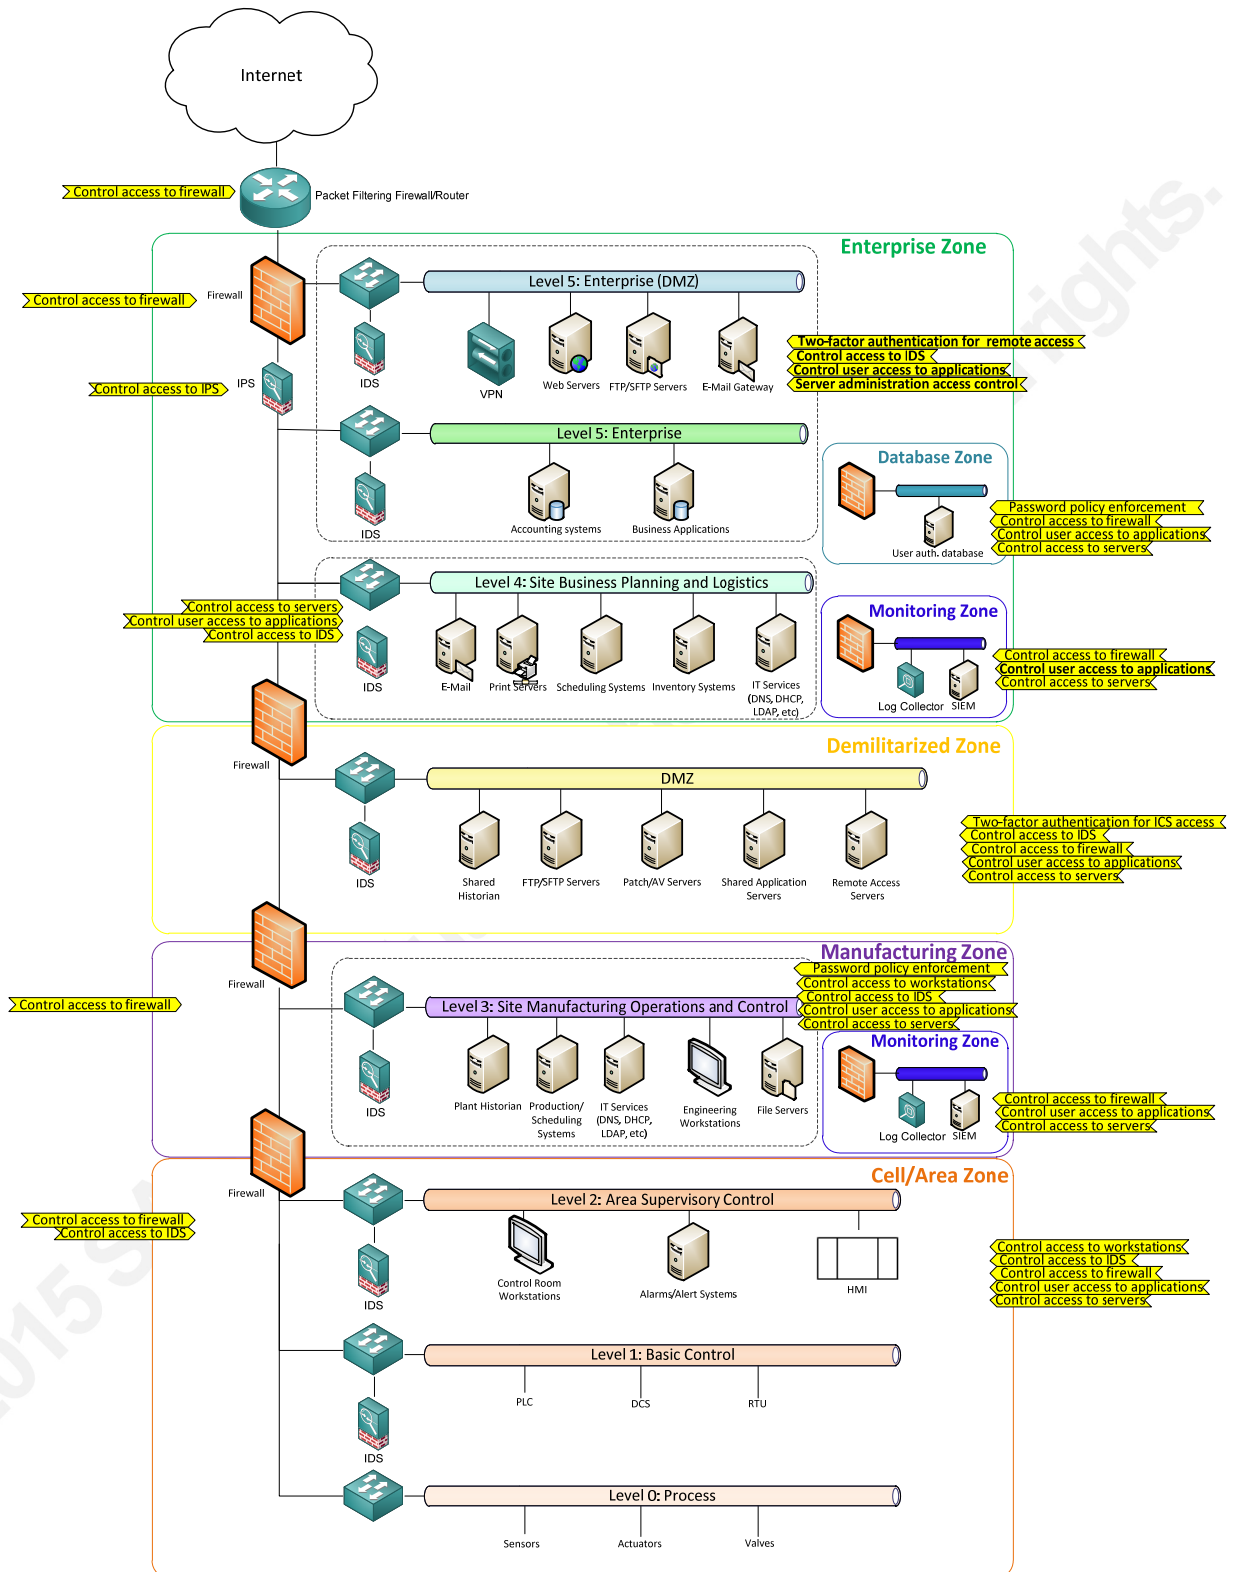 Internet
Control access to firewall
Packet Filtering Firewall/Router
Enterprise Zone
Control access to firewall
Firewall
Level 5: Enterprise (DMZ)
IDS
VPN
Web Servers
FTP/SFTP Servers
E-Mail Gateway
Two-factor authentication for remote access
Control access to IDS
Control user access to applications
Server administration access control
Control access to IPS
IPS
Level 5: Enterprise
IDS
Accounting systems
Business Applications
Database Zone
User auth. database
Password policy enforcement
Control access to firewall
Control user access to applications
Control access to servers
Level 4: Site Business Planning and Logistics
Control access to servers
Control user access to applications
Control access to IDS
IDS
E-Mail
Print Servers
Scheduling Systems
Inventory Systems
IT Services
(DNS, DHCP,
LDAP, etc)
Monitoring Zone
Log Collector
SIEM
Control access to firewall
Control user access to applications
Control access to servers
Firewall
Demilitarized Zone
DMZ
IDS
Shared
Historian
FTP/SFTP Servers
Patch/AV Servers
Shared Application
Servers
Remote Access
Servers
Two-factor authentication for ICS access
Control access to IDS
Control access to firewall
Control user access to applications
Control access to servers
Firewall
Manufacturing Zone
Control access to firewall
Password policy enforcement
Control access to workstations
Control access to IDS
Control user access to applications
Control access to servers
Level 3: Site Manufacturing Operations and Control
IDS
Plant Historian
Production/
Scheduling
Systems
IT Services
(DNS, DHCP,
LDAP, etc)
Engineering
Workstations
File Servers
Monitoring Zone
Log Collector
SIEM
Control access to firewall
Control user access to applications
Control access to servers
Firewall
Cell/Area Zone
Control access to firewall
Control access to IDS
Level 2: Area Supervisory Control
IDS
Control Room
Workstations
Alarms/Alert Systems
HMI
Control access to workstations
Control access to IDS
Control access to firewall
Control user access to applications
Control access to servers
Level 1: Basic Control
IDS
PLC
DCS
RTU
Level 0: Process
Sensors
Actuators
Valves
rights.